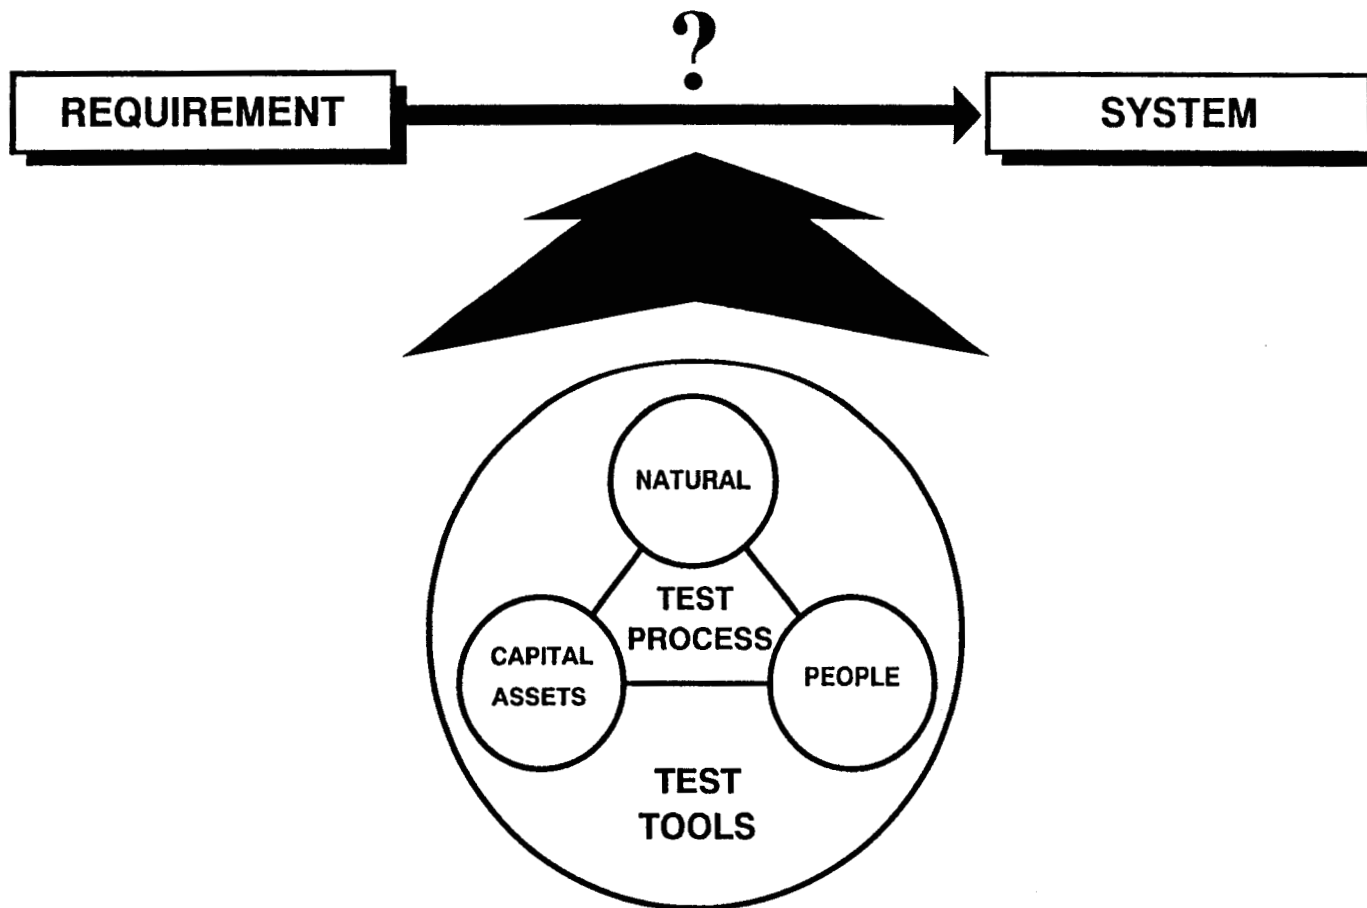 ?
REQUIREMENT
SYSTEM
NATURAL
TEST
PROCESS
CAPITAL
ASSETS
PEOPLE
TEST
TOOLS